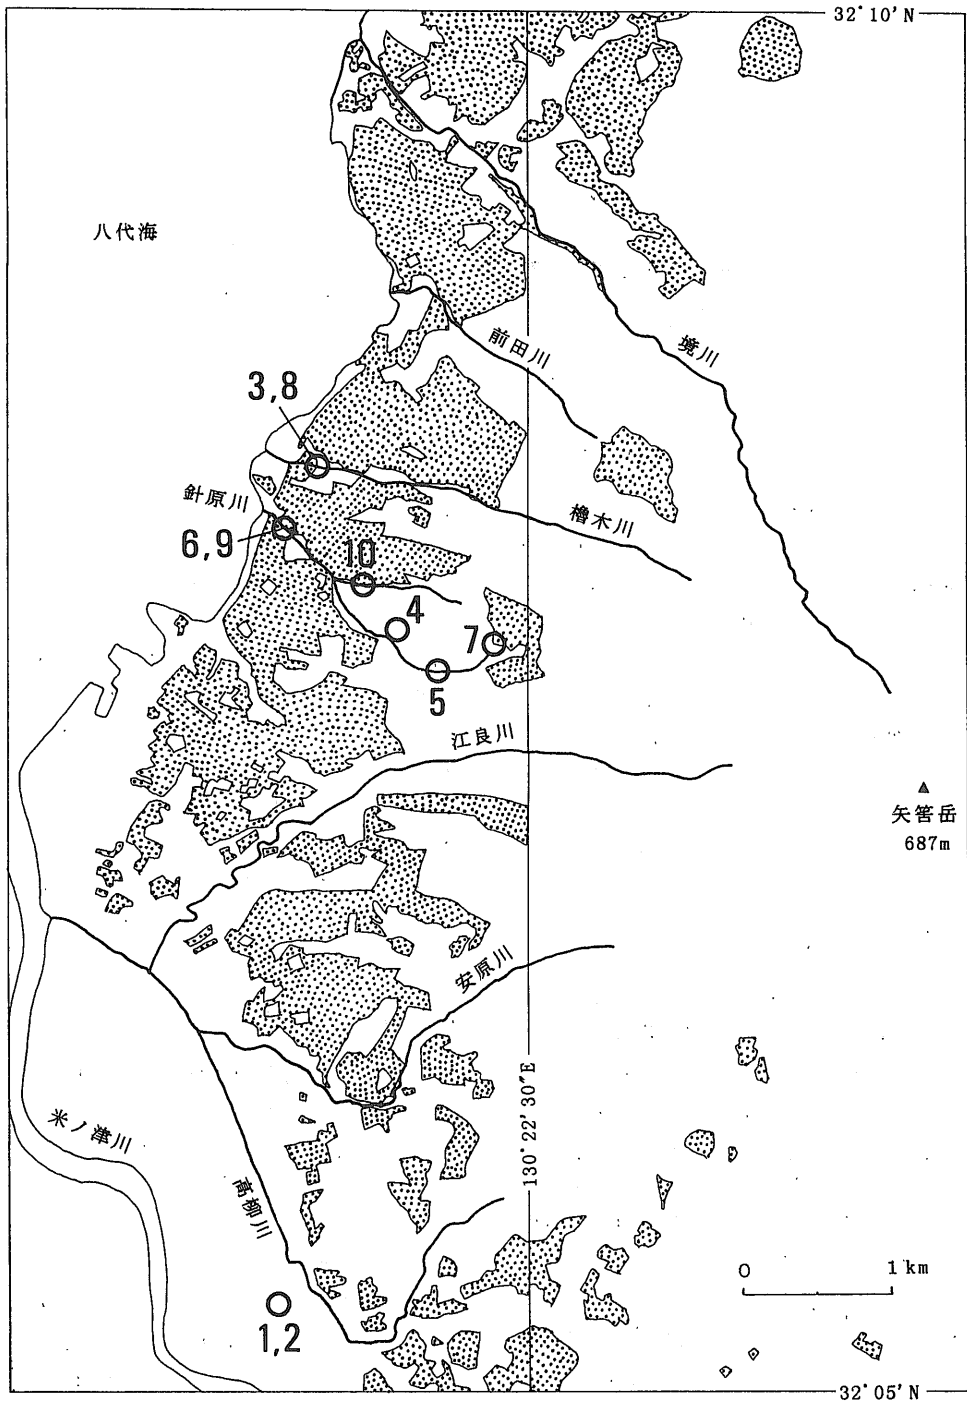 32°10′N
八代海
前田川
境川
3,8
針原川
櫓木川
6,9
10
4
7
5
江良川
矢筈岳
687m
安原川
130°22′30″E
米ノ津川
高柳川
0 1km
1,2
32°05′N